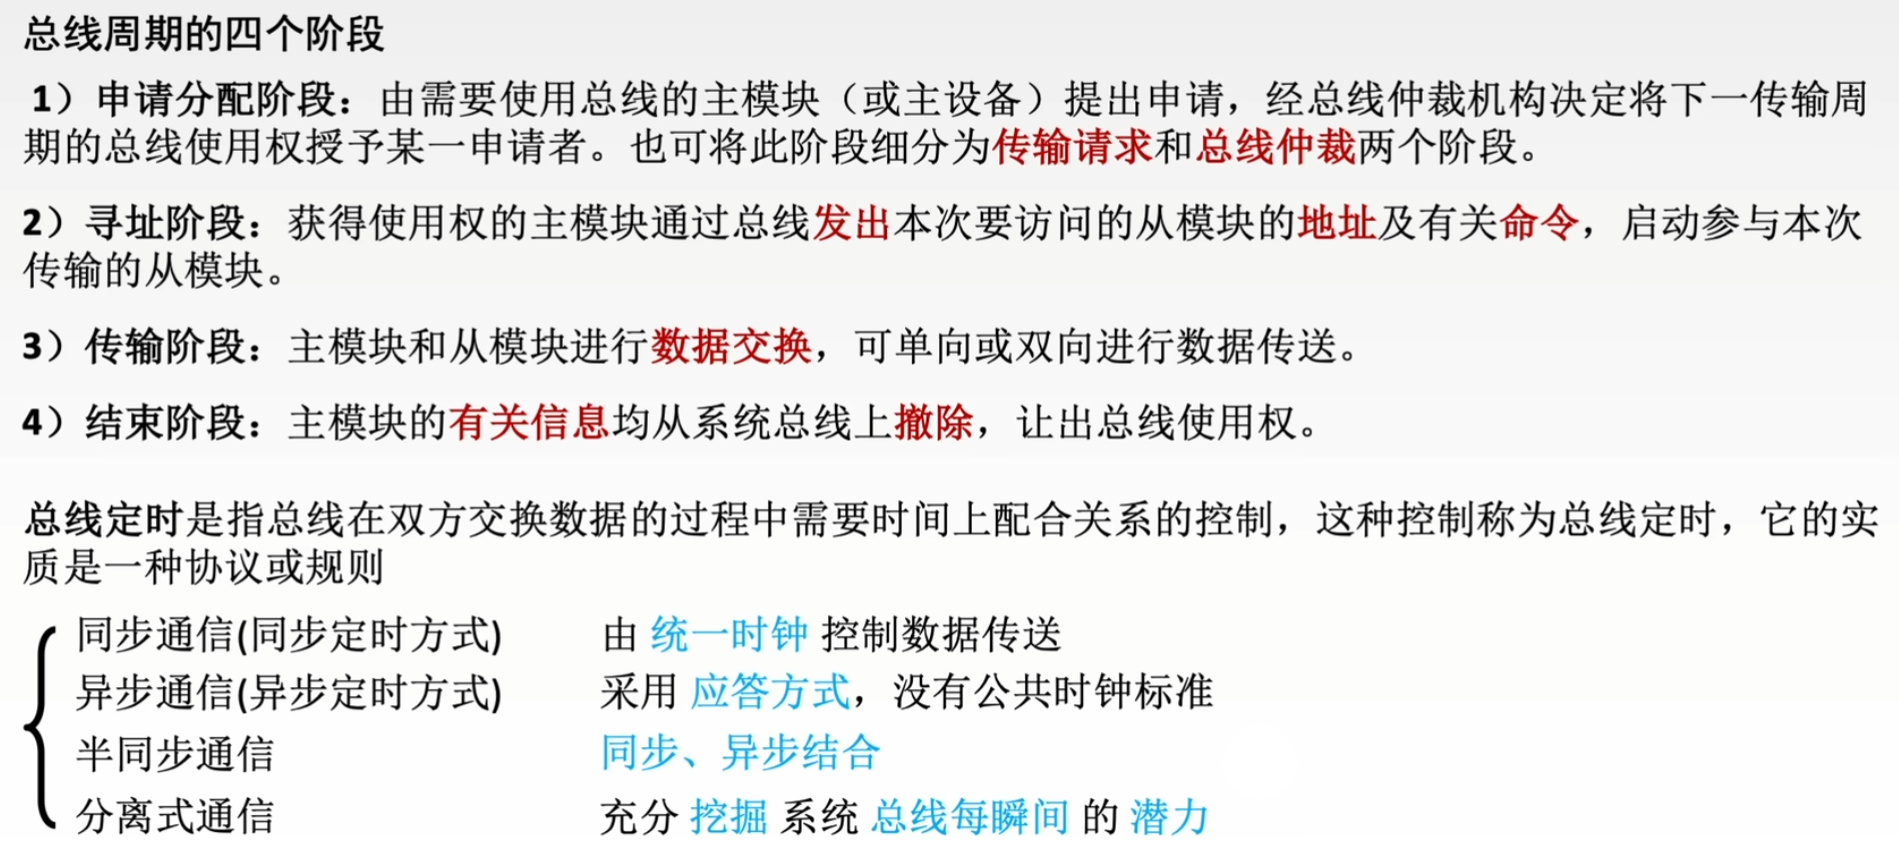 总线周期的四个阶段
1）申请分配阶段：由需要使用总线的主模块（或主设备）提出申请，经总线仲裁机构决定将下一传输周
期的总线使用权授予某一申请者。也可将此阶段细分为传输请求和总线仲裁两个阶段。
2）寻址阶段：获得使用权的主模块通过总线发出本次要访问的从模块的地址及有关命令，启动参与本次
传输的从模块。
3）传输阶段：主模块和从模块进行数据交换，可单向或双向进行数据传送。
4）结束阶段：主模块的有关信息均从系统总线上撤除，让出总线使用权。
总线定时是指总线在双方交换数据的过程中需要时间上配合关系的控制，这种控制称为总线定时，它的实
质是一种协议或规则
同步通信(同步定时方式) 由 统一时钟 控制数据传送
异步通信(异步定时方式) 采用 应答方式，没有公共时钟标准
半同步通信 同步、异步结合
分离式通信 充分 挖掘 系统 总线每瞬间 的 潜力